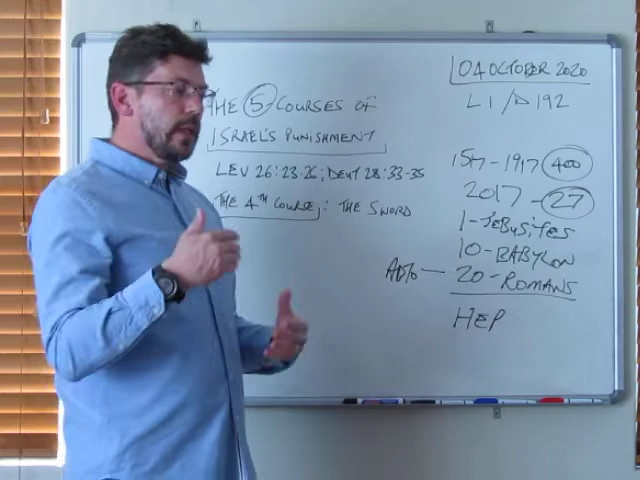 THE 5 COURSES OF
ISRAEL'S PUNISHMENT
LEV 26:23-26; DEUT 28:33-35
THE 4TH COURSE: THE SWORD
04 OCTOBER 2020
L1/D192
1517-1917 400
2017-27
1-JEBUSITES
10-BABYLON
AD70 — 20-ROMANS
HEP